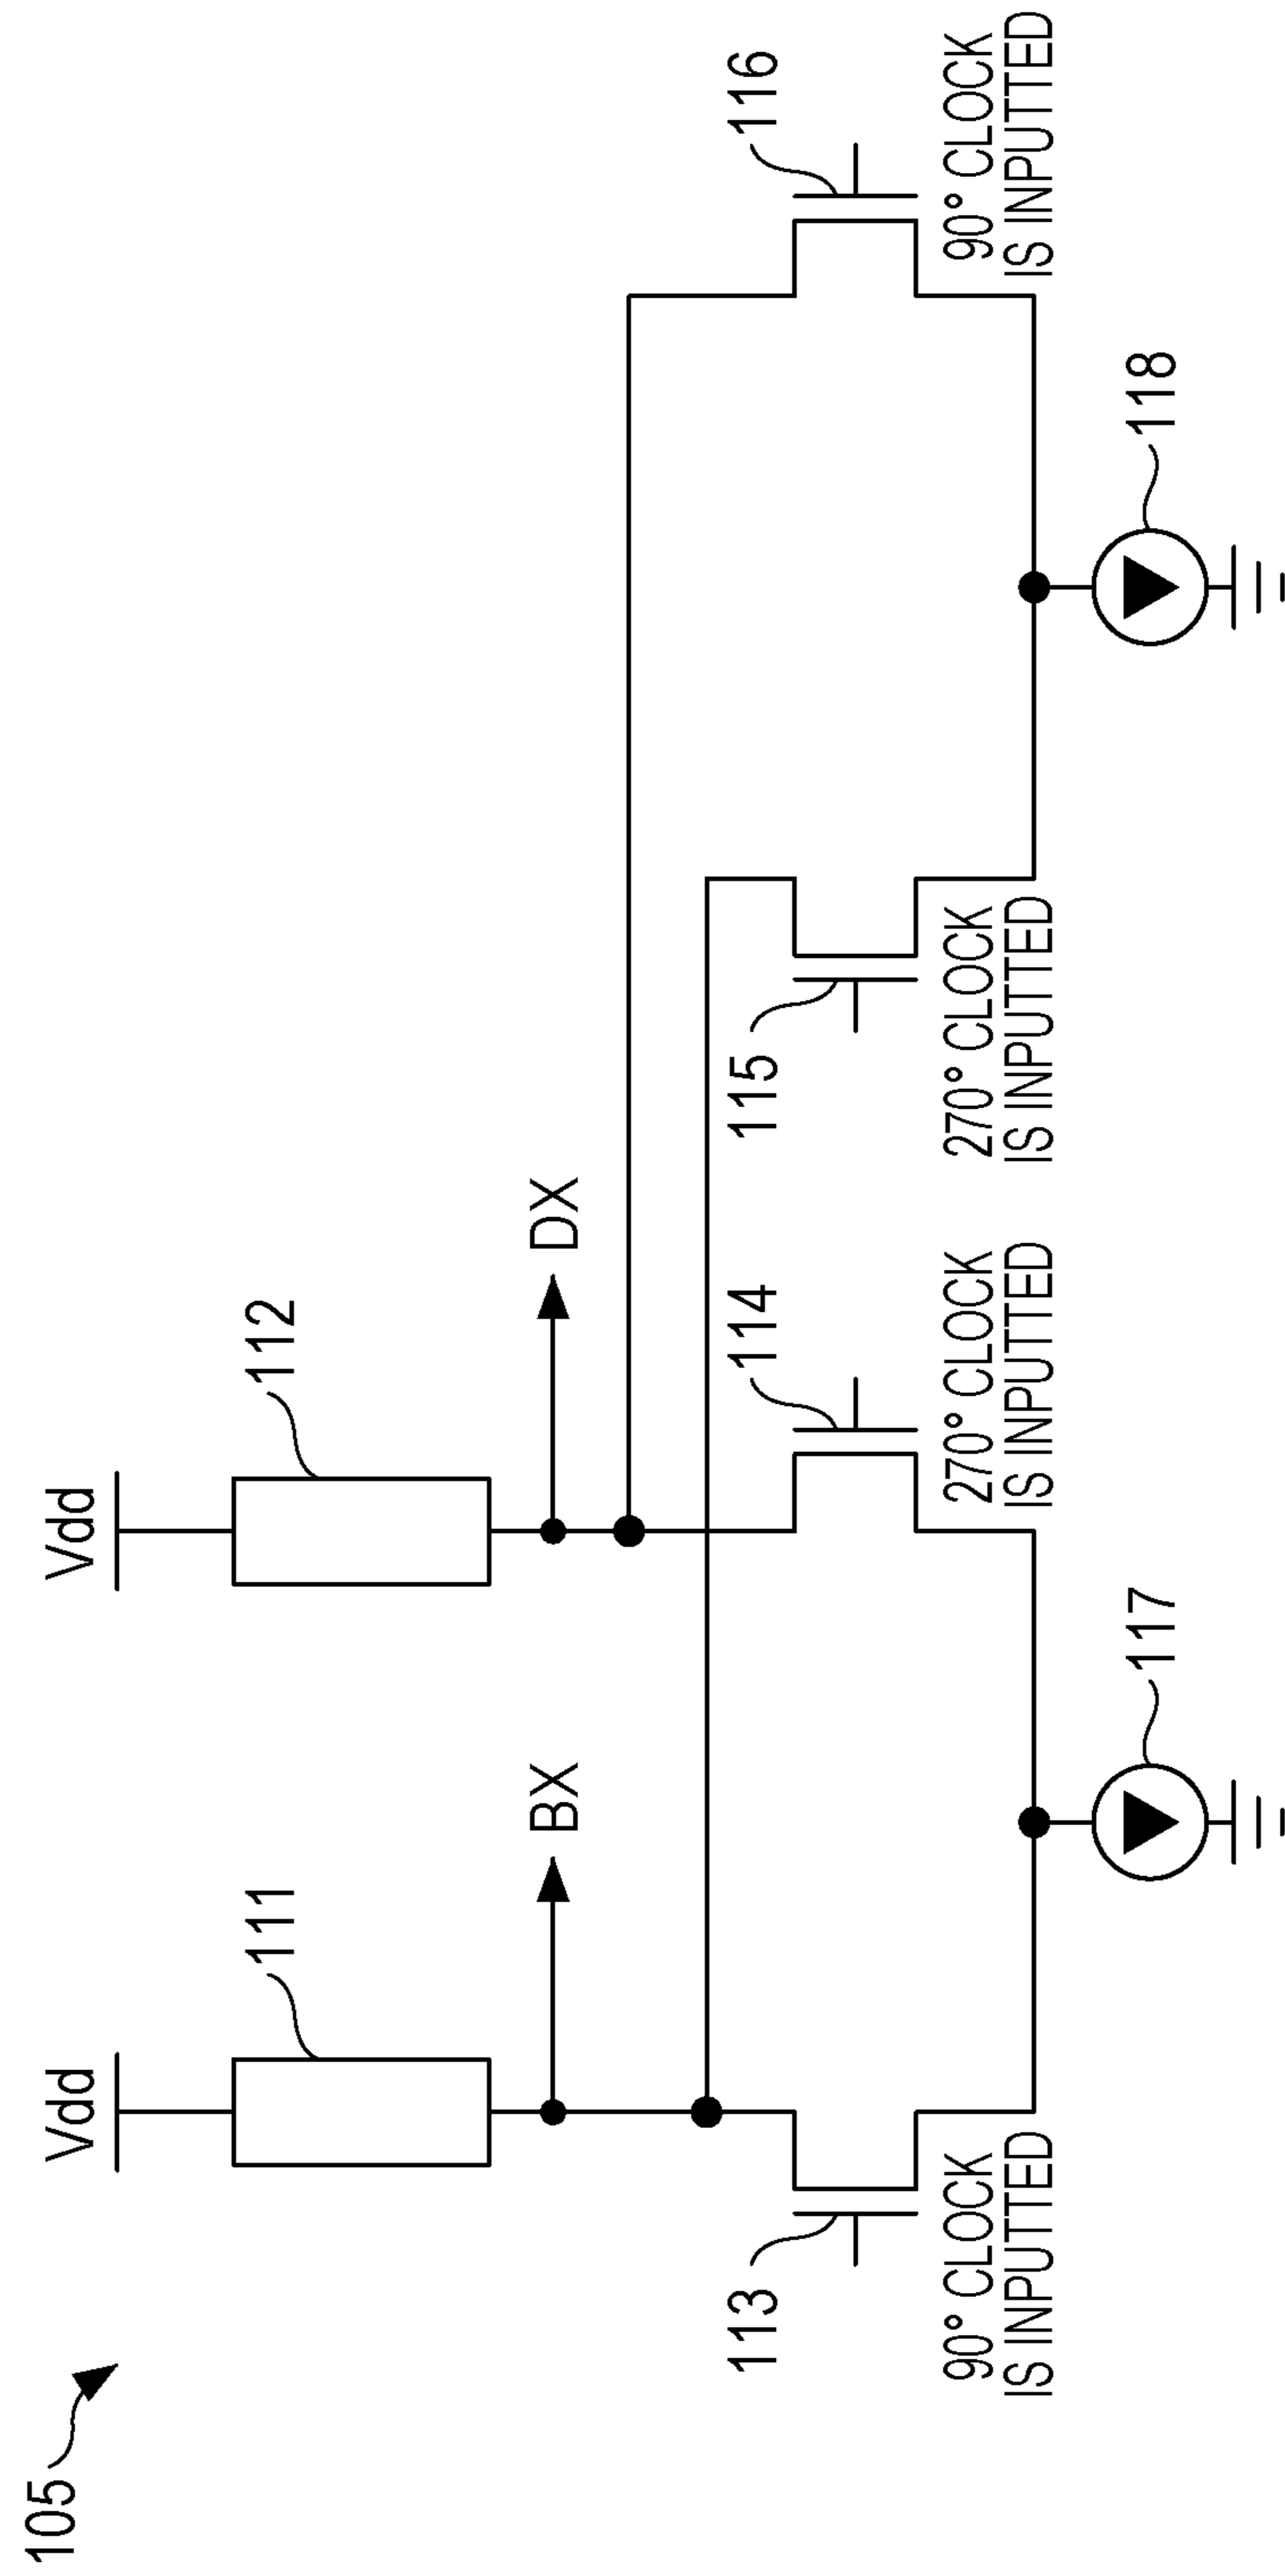 105
Vdd
Vdd
111
112
BX
DX
113
114
115
116
90° CLOCK
IS INPUTTED
270° CLOCK
IS INPUTTED
270° CLOCK
IS INPUTTED
90° CLOCK
IS INPUTTED
117
118